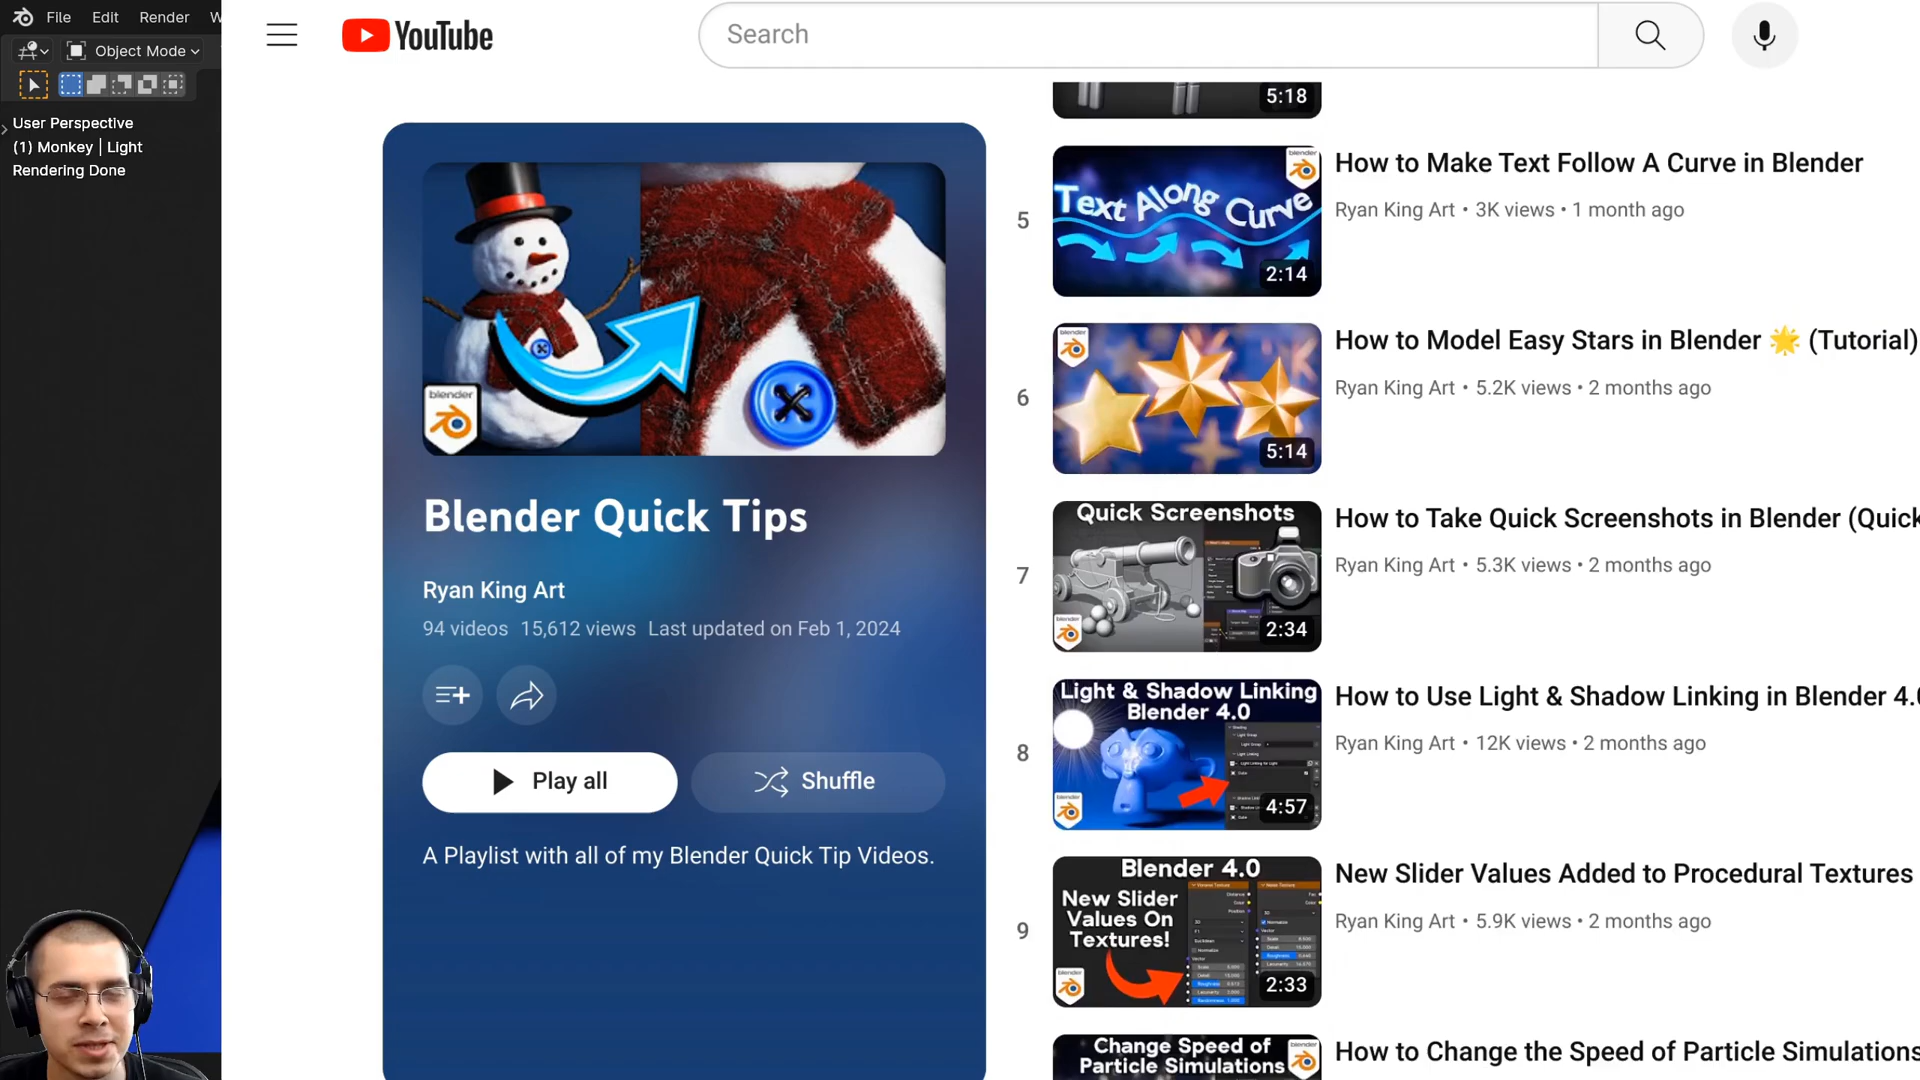 File Edit Render W
Object Mode
User Perspective
(1) Monkey | Light
Rendering Done
YouTube
Search
blender
Blender Quick Tips
Ryan King Art
94 videos 15,612 views Last updated on Feb 1, 2024
Play all
Shuffle
A Playlist with all of my Blender Quick Tip Videos.
5:18
5
blender
Text Along Curve
2:14
How to Make Text Follow A Curve in Blender
Ryan King Art • 3K views • 1 month ago
6
blender
5:14
How to Model Easy Stars in Blender 🌟 (Tutorial)
Ryan King Art • 5.2K views • 2 months ago
7
Quick Screenshots
blender
2:34
How to Take Quick Screenshots in Blender (Quick
Ryan King Art • 5.3K views • 2 months ago
8
Light & Shadow Linking
Blender 4.0
blender
4:57
How to Use Light & Shadow Linking in Blender 4.0
Ryan King Art • 12K views • 2 months ago
9
Blender 4.0
New Slider
Values On
Textures!
blender
2:33
New Slider Values Added to Procedural Textures
Ryan King Art • 5.9K views • 2 months ago
Change Speed of
Particle Simulations
blender
How to Change the Speed of Particle Simulations